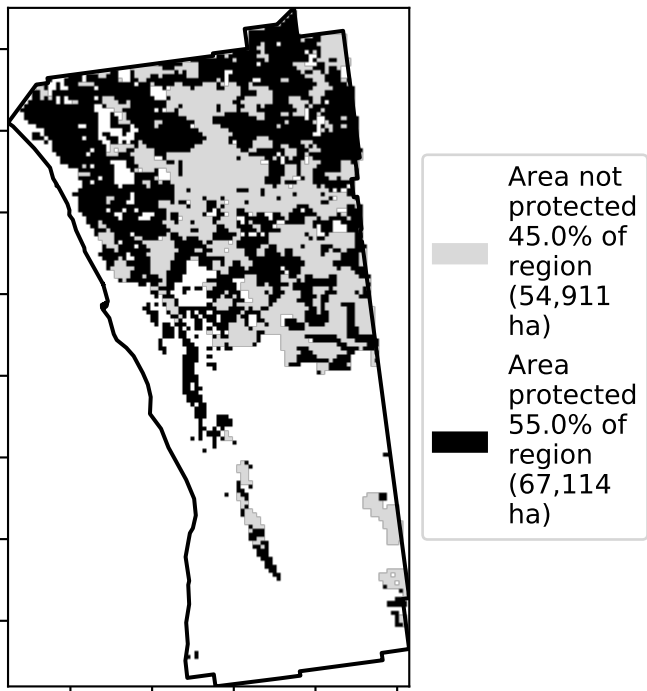 Area not
protected
45.0% of
region
(54,911
ha)
Area
protected
55.0% of
region
(67,114
ha)